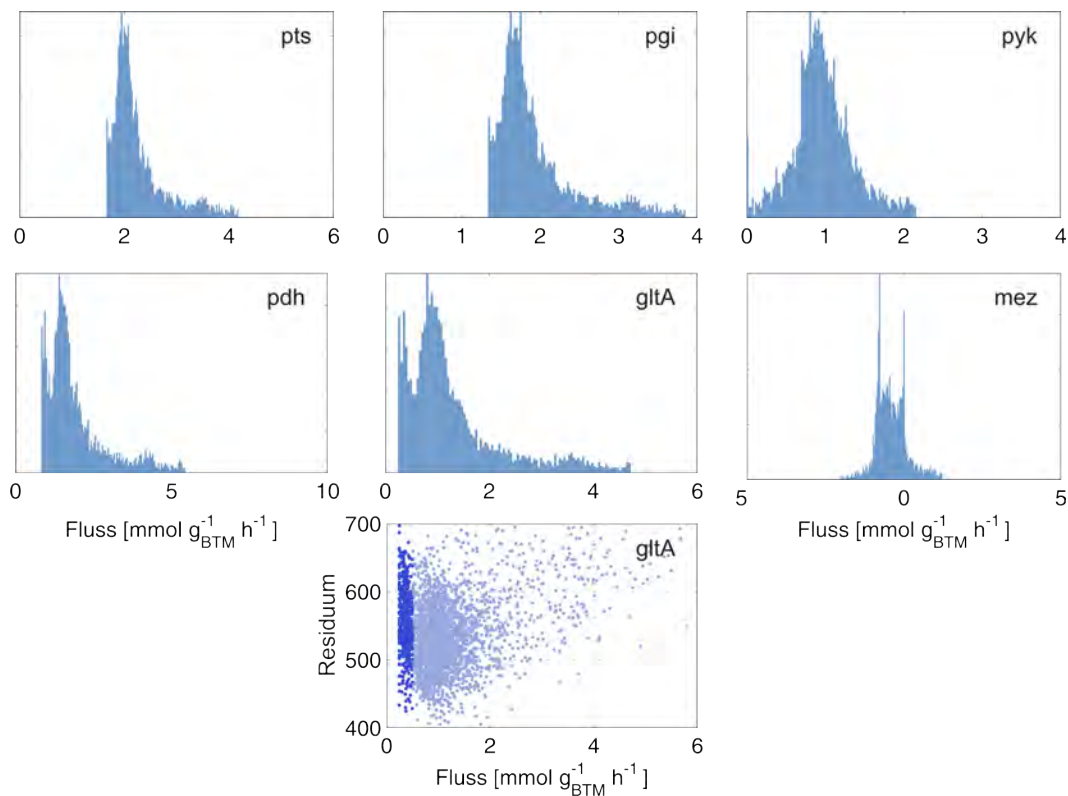 pts
0 2 4 6
pgi
0 1 2 3 4
pyk
0 1 2 3 4
pdh
0 5 10
Fluss [mmol g⁻¹BTM h⁻¹ ]
gltA
0 2 4 6
mez
5 0 5
Fluss [mmol g⁻¹BTM h⁻¹ ]
gltA
700
600
500
400
Residuum
0 2 4 6
Fluss [mmol g⁻¹BTM h⁻¹ ]